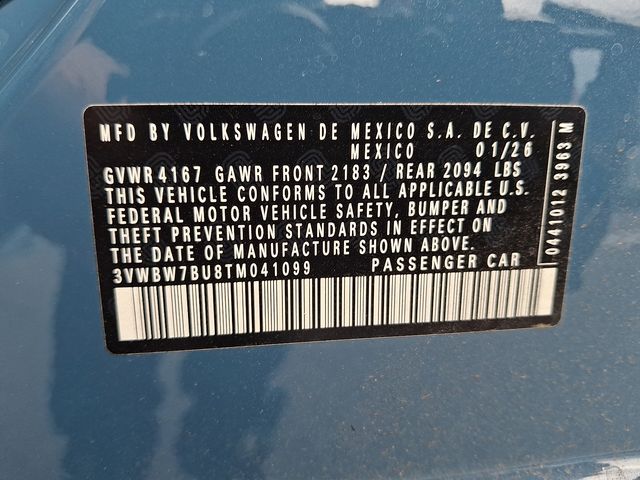 MFD BY VOLKSWAGEN DE MEXICO S.A. DE C.V.
MEXICO 01/26
GVWR 4167 GAWR FRONT 2183 / REAR 2094 LBS
THIS VEHICLE CONFORMS TO ALL APPLICABLE U.S.
FEDERAL MOTOR VEHICLE SAFETY, BUMPER AND
THEFT PREVENTION STANDARDS IN EFFECT ON
THE DATE OF MANUFACTURE SHOWN ABOVE.
3VWBW7BU8TM041099 PASSENGER CAR
0441012 3963 M